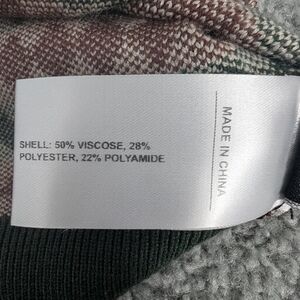 SHELL: 50% VISCOSE, 28%
POLYESTER, 22% POLYAMIDE
MADE IN CHINA